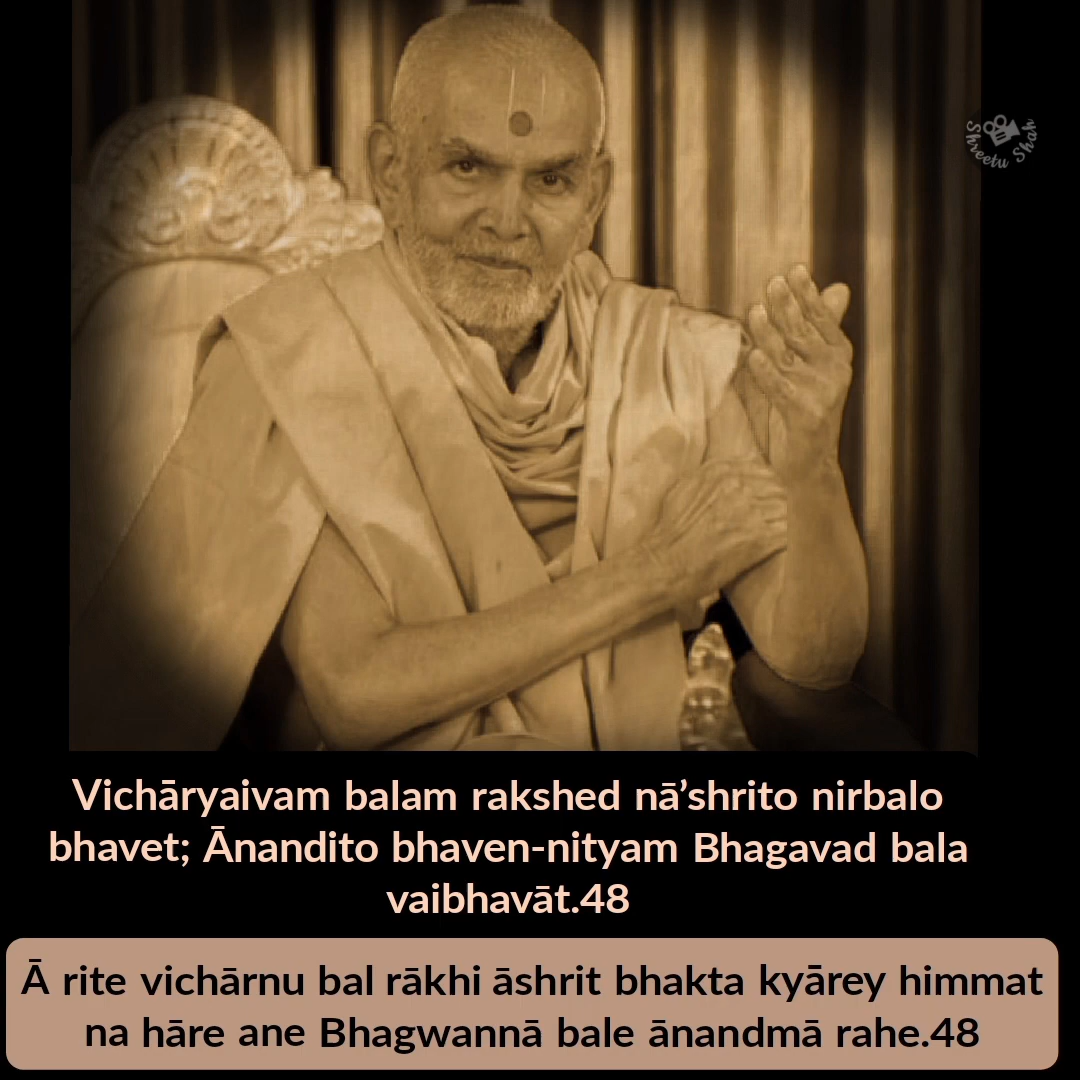 Shreetu Shah
Vichāryaivam balam rakshed nā’shrito nirbalo
bhavet; Ānandito bhaven-nityam Bhagavad bala
vaibhavāt.48
Ā rite vichārnu bal rākhi āshrit bhakta kyārey himmat
na hāre ane Bhagwannā bale ānandmā rahe.48